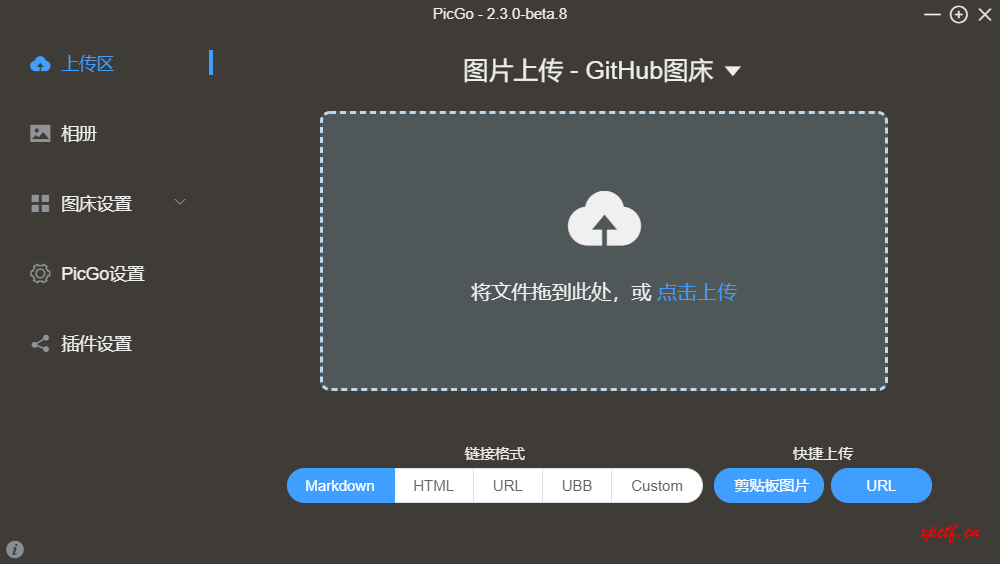 PicGo - 2.3.0-beta.8
上传区
相册
图床设置
PicGo设置
插件设置
图片上传 - GitHub图床
将文件拖到此处，或 点击上传
链接格式
快捷上传
Markdown HTML URL UBB Custom
剪贴板图片 URL
xpctf.cn